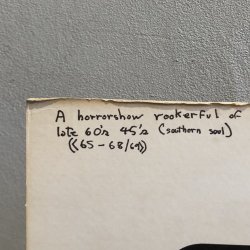 A horrorshow rookerful of
late 60's 45's (southern soul)
((65 - 68/69))